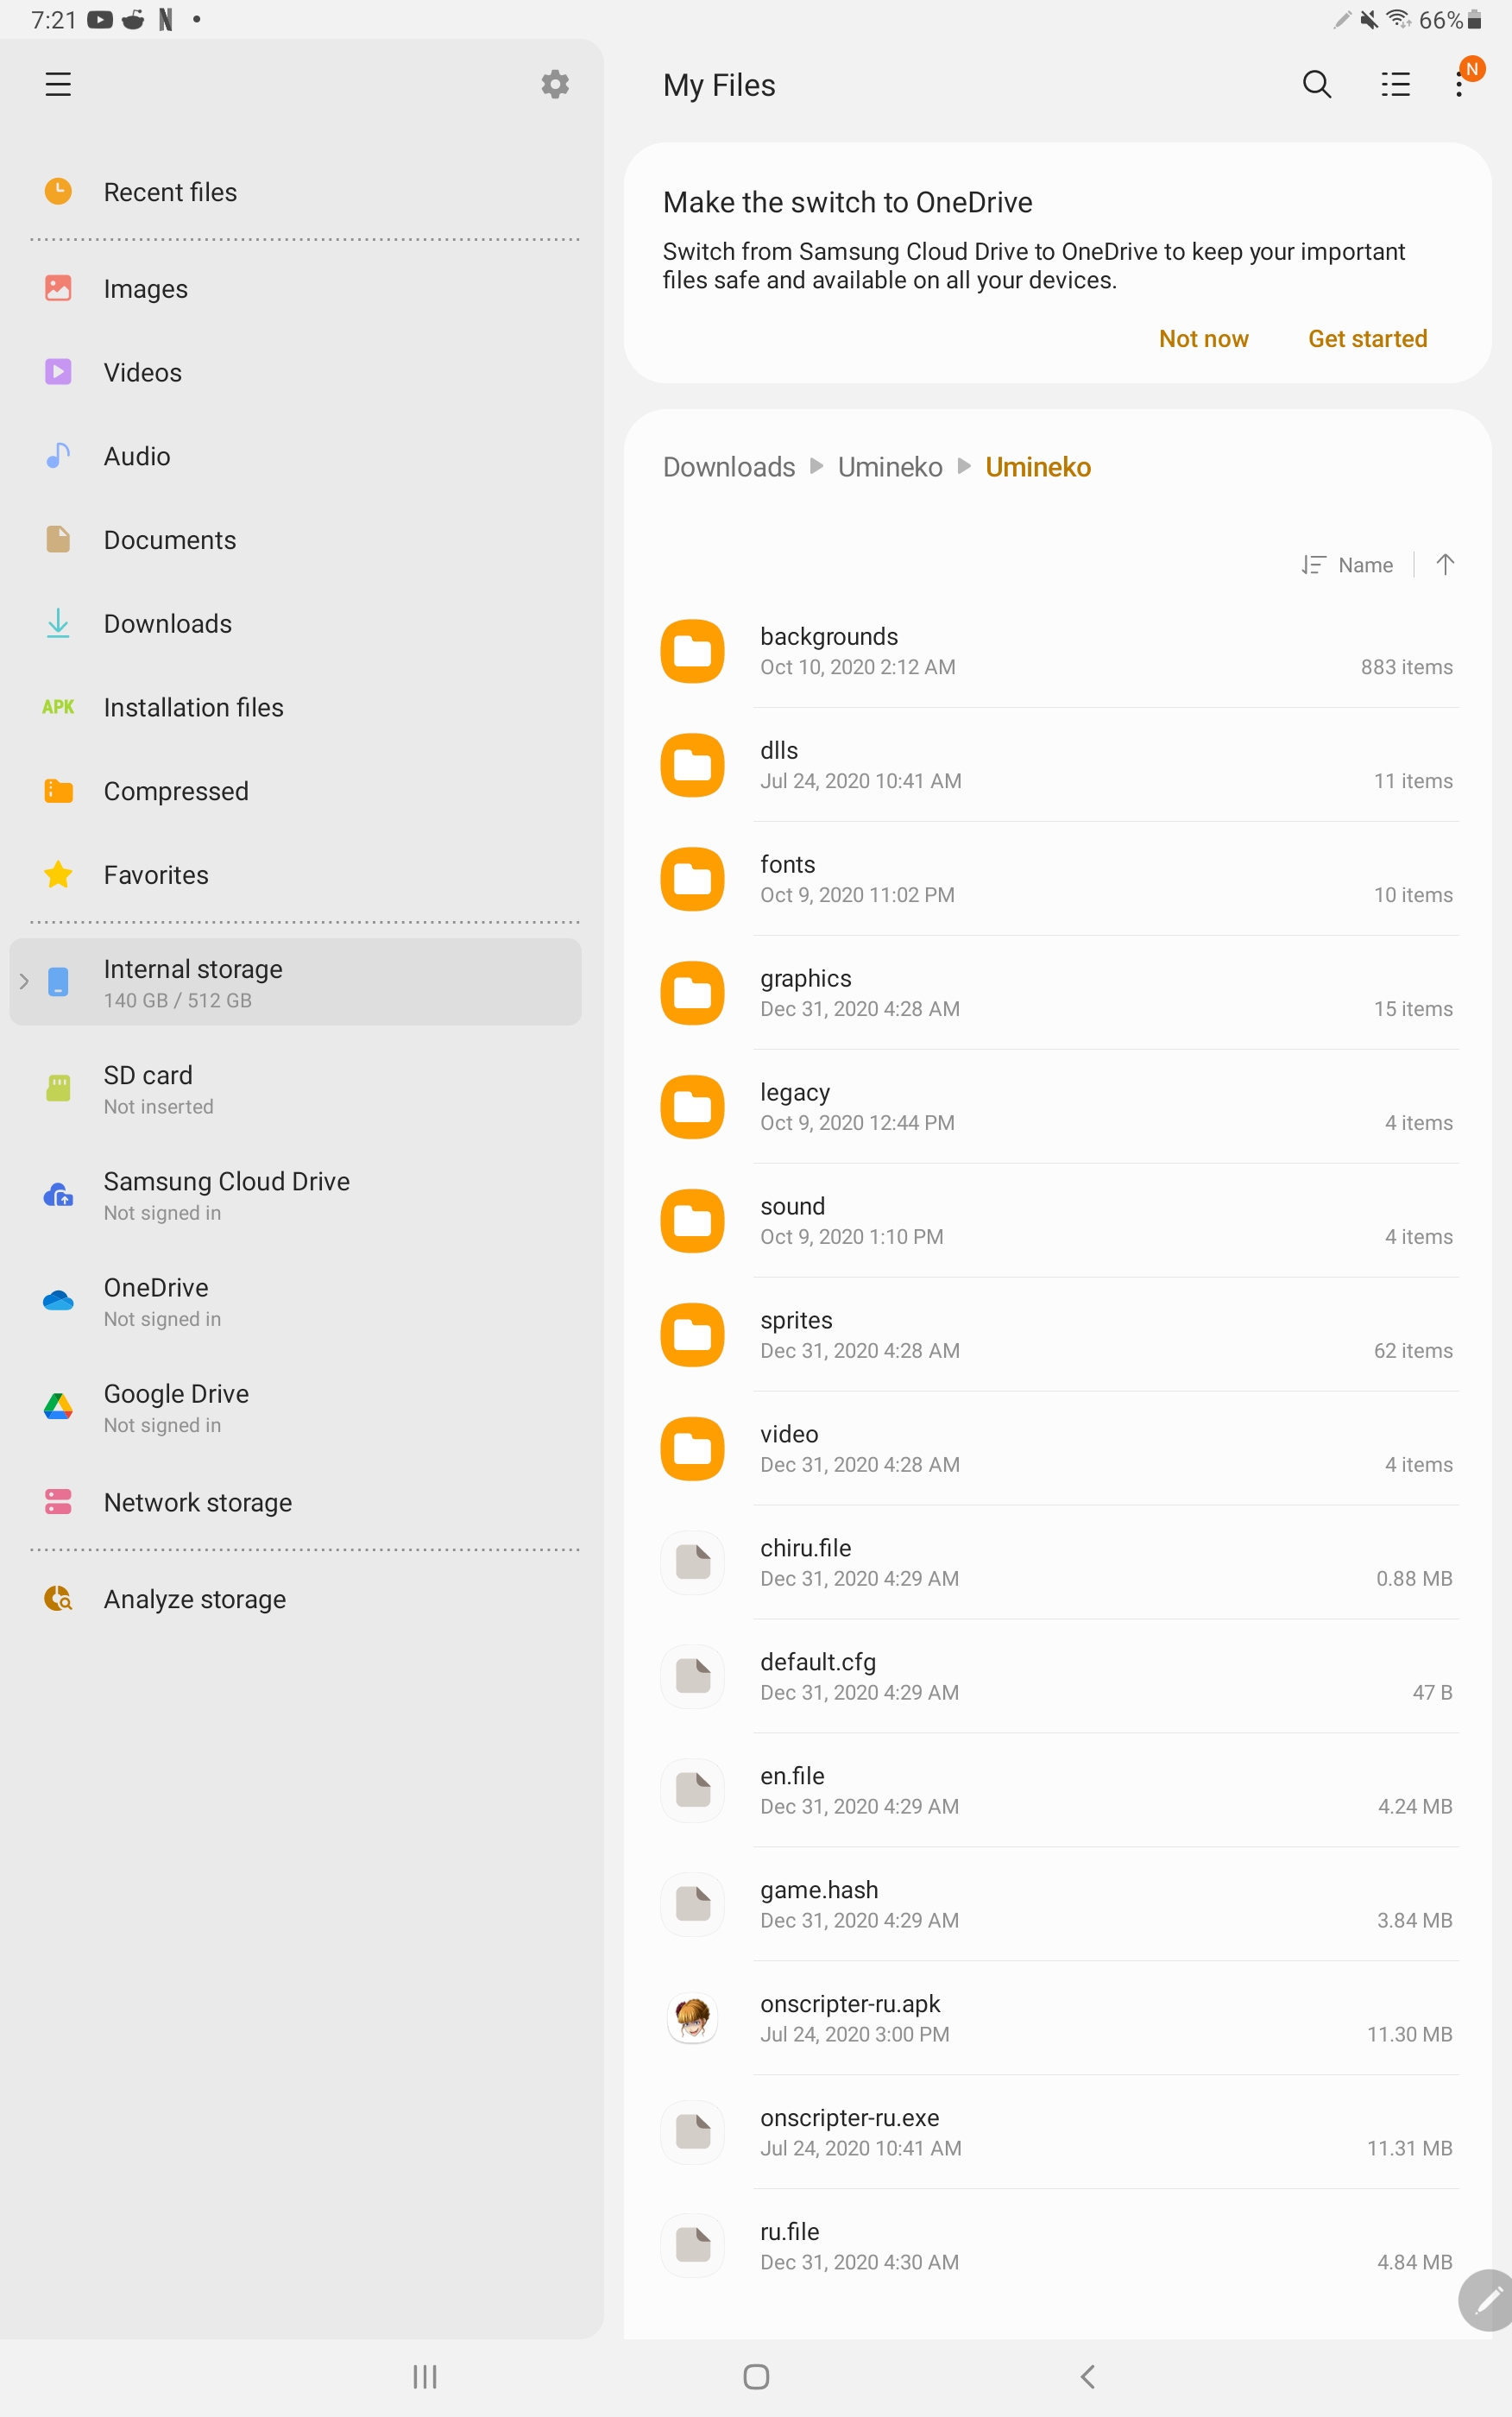 7:21
66%
My Files
N
Recent files
Images
Videos
Audio
Documents
Downloads
APK Installation files
Compressed
Favorites
Internal storage
140 GB / 512 GB
SD card
Not inserted
Samsung Cloud Drive
Not signed in
OneDrive
Not signed in
Google Drive
Not signed in
Network storage
Analyze storage
Make the switch to OneDrive
Switch from Samsung Cloud Drive to OneDrive to keep your important
files safe and available on all your devices.
Not now Get started
Downloads Umineko Umineko
Name
backgrounds
Oct 10, 2020 2:12 AM 883 items
dlls
Jul 24, 2020 10:41 AM 11 items
fonts
Oct 9, 2020 11:02 PM 10 items
graphics
Dec 31, 2020 4:28 AM 15 items
legacy
Oct 9, 2020 12:44 PM 4 items
sound
Oct 9, 2020 1:10 PM 4 items
sprites
Dec 31, 2020 4:28 AM 62 items
video
Dec 31, 2020 4:28 AM 4 items
chiru.file
Dec 31, 2020 4:29 AM 0.88 MB
default.cfg
Dec 31, 2020 4:29 AM 47 B
en.file
Dec 31, 2020 4:29 AM 4.24 MB
game.hash
Dec 31, 2020 4:29 AM 3.84 MB
onscripter-ru.apk
Jul 24, 2020 3:00 PM 11.30 MB
onscripter-ru.exe
Jul 24, 2020 10:41 AM 11.31 MB
ru.file
Dec 31, 2020 4:30 AM 4.84 MB